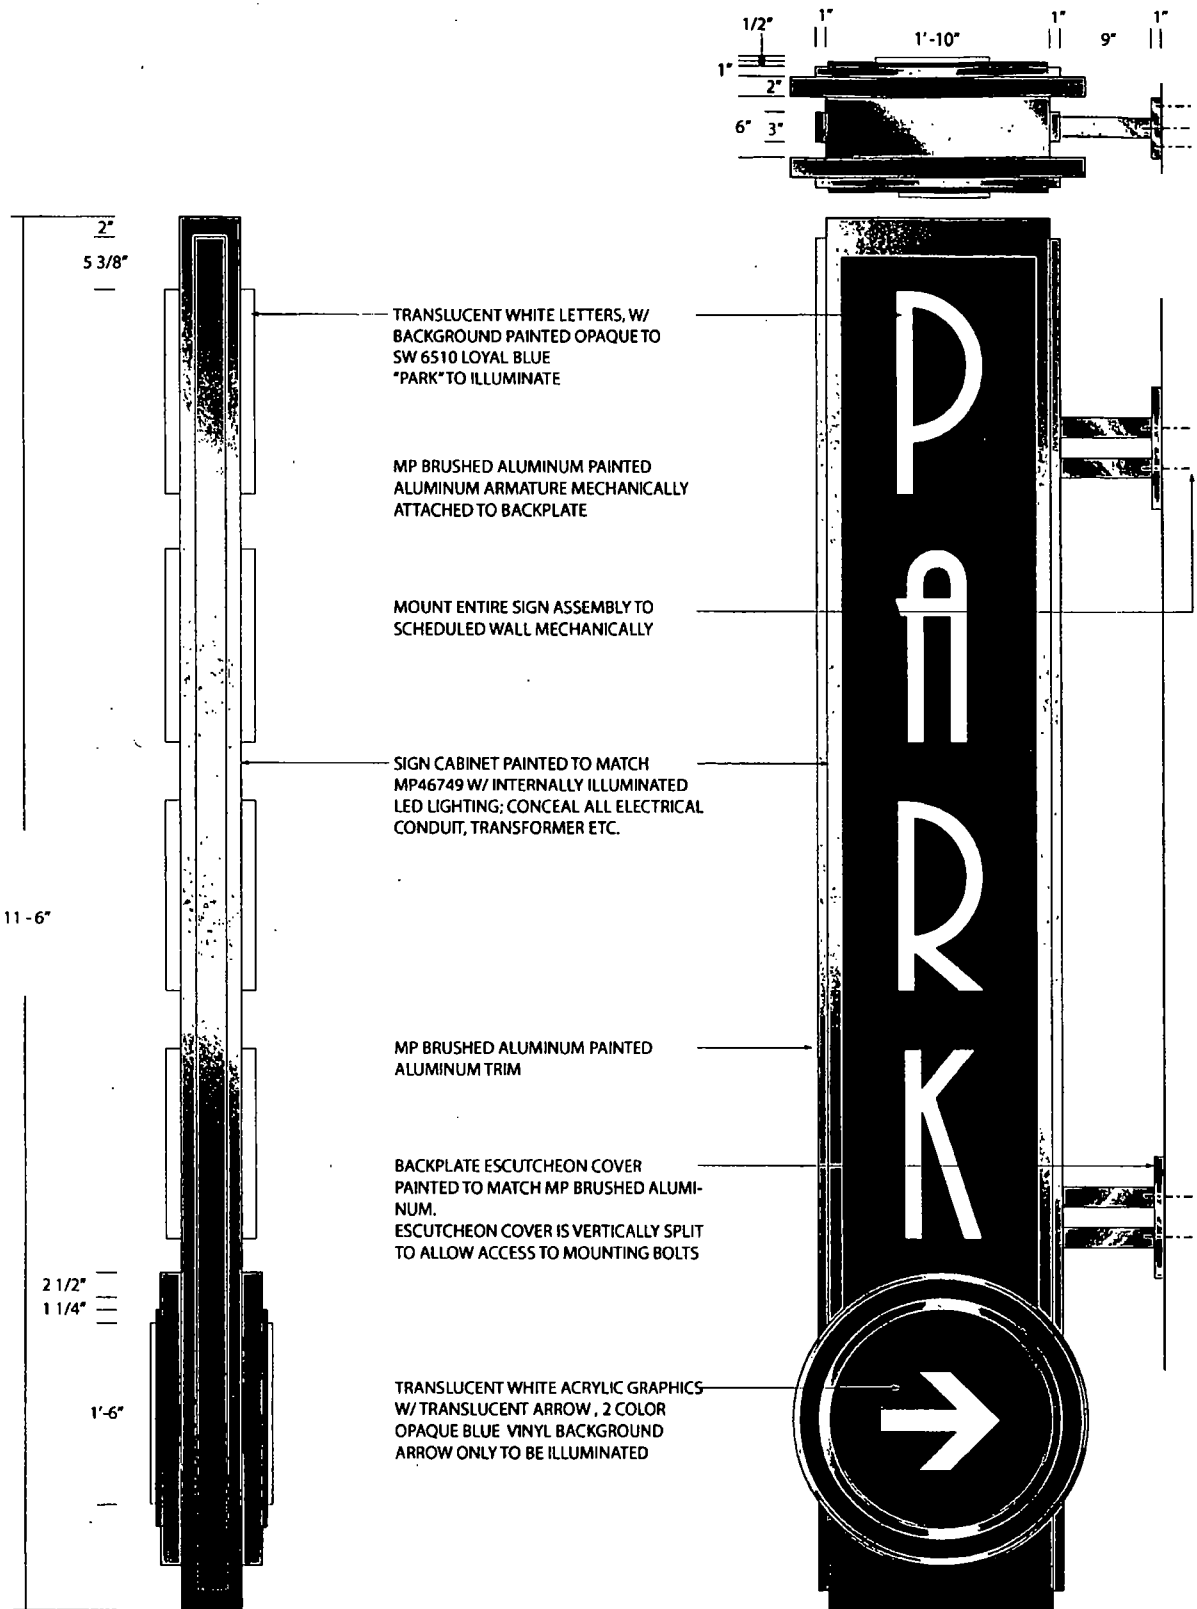 1/2"
1"
1'-10"
1"
9"
1"
1"
2"
6"
3"
2"
5 3/8"
11 - 6"
2 1/2"
1 1/4"
1'-6"
TRANSLUCENT WHITE LETTERS, W/
BACKGROUND PAINTED OPAQUE TO
SW 6510 LOYAL BLUE
"PARK" TO ILLUMINATE
MP BRUSHED ALUMINUM PAINTED
ALUMINUM ARMATURE MECHANICALLY
ATTACHED TO BACKPLATE
MOUNT ENTIRE SIGN ASSEMBLY TO
SCHEDULED WALL MECHANICALLY
SIGN CABINET PAINTED TO MATCH
MP46749 W/ INTERNALLY ILLUMINATED
LED LIGHTING; CONCEAL ALL ELECTRICAL
CONDUIT, TRANSFORMER ETC.
MP BRUSHED ALUMINUM PAINTED
ALUMINUM TRIM
BACKPLATE ESCUTCHEON COVER
PAINTED TO MATCH MP BRUSHED ALUMI-
NUM.
ESCUTCHEON COVER IS VERTICALLY SPLIT
TO ALLOW ACCESS TO MOUNTING BOLTS
TRANSLUCENT WHITE ACRYLIC GRAPHICS
W/ TRANSLUCENT ARROW , 2 COLOR
OPAQUE BLUE VINYL BACKGROUND
ARROW ONLY TO BE ILLUMINATED
P
A
R
K